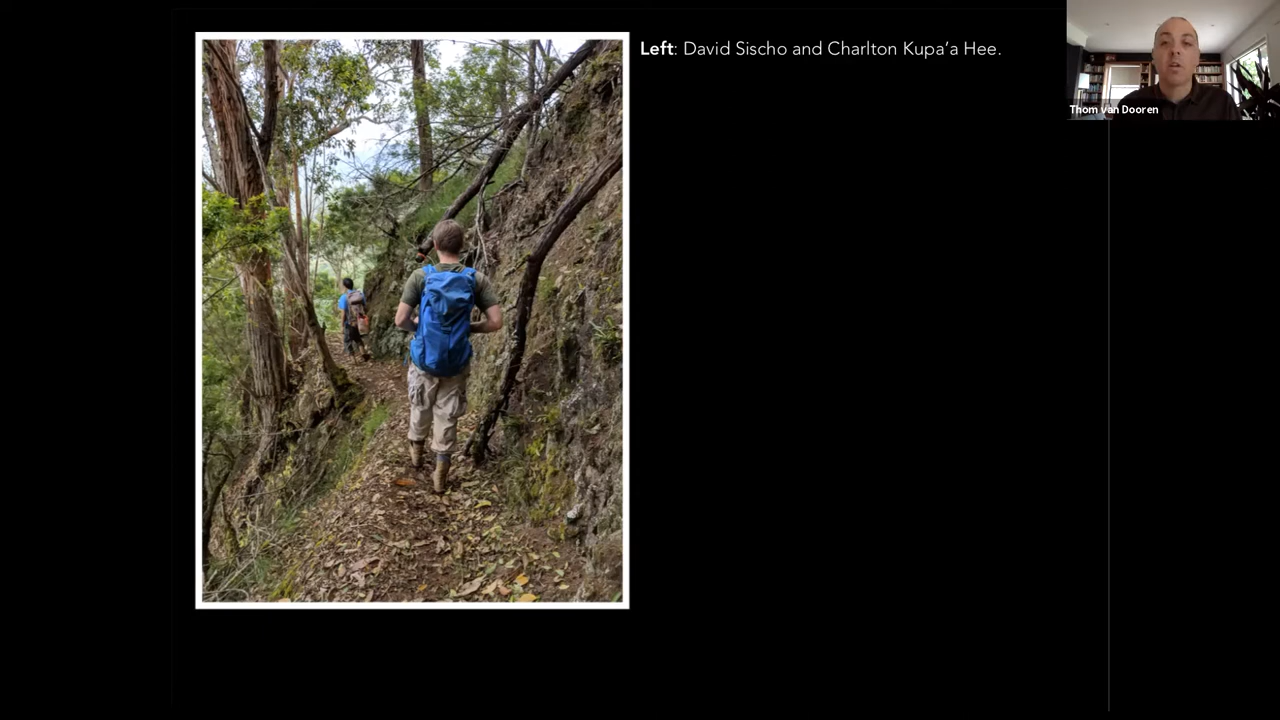 Left: David Sischo and Charlton Kupa’a Hee.
Thom van Dooren